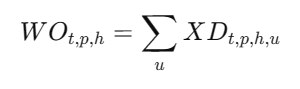 $WO_{t,p,h} = \sum_{u} XD_{t,p,h,u}$